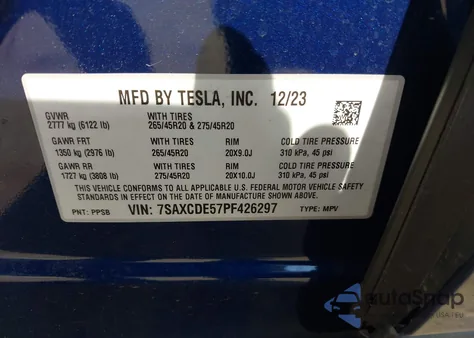 MFD BY TESLA, INC. 12/23
GVWR WITH TIRES
2777 kg (6122 lb) 265/45R20 & 275/45R20
GAWR FRT WITH TIRES RIMS COLD TIRE PRESSURE
1350 kg (2976 lb) 265/45R20 20X9.0J 310 kPa, 45 psi
GAWR RR WITH TIRES RIMS COLD TIRE PRESSURE
1727 kg (3808 lb) 275/45R20 20X10.0J 310 kPa, 45 psi
THIS VEHICLE CONFORMS TO ALL APPLICABLE U.S. FEDERAL MOTOR VEHICLE SAFETY
STANDARDS IN EFFECT ON THE DATE OF MANUFACTURE SHOWN ABOVE.
PNT: PPSB VIN: 7SAXCDE57PF426297 TYPE: MPV
AutoSnap